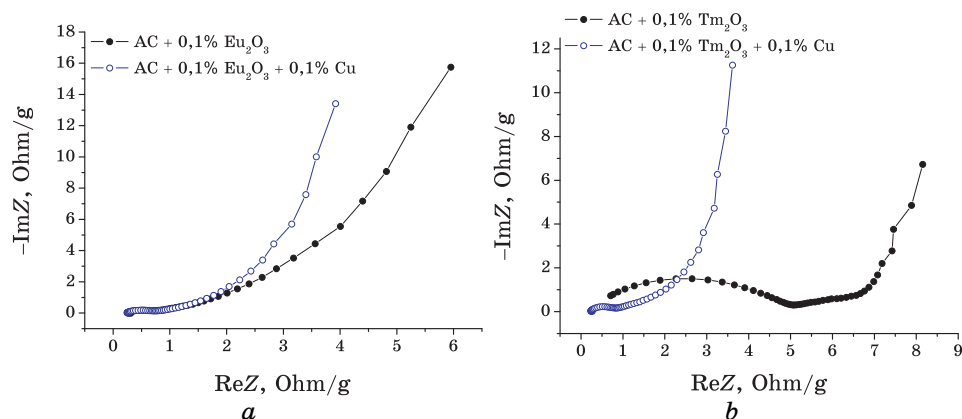 AC + 0,1% Eu₂O₃
AC + 0,1% Eu₂O₃ + 0,1% Cu
18
16
14
12
10
8
6
4
2
0
–ImZ, Ohm/g
0 1 2 3 4 5 6
ReZ, Ohm/g
a
AC + 0,1% Tm₂O₃
AC + 0,1% Tm₂O₃ + 0,1% Cu
12
10
8
6
4
2
0
–ImZ, Ohm/g
0 1 2 3 4 5 6 7 8 9
ReZ, Ohm/g
b